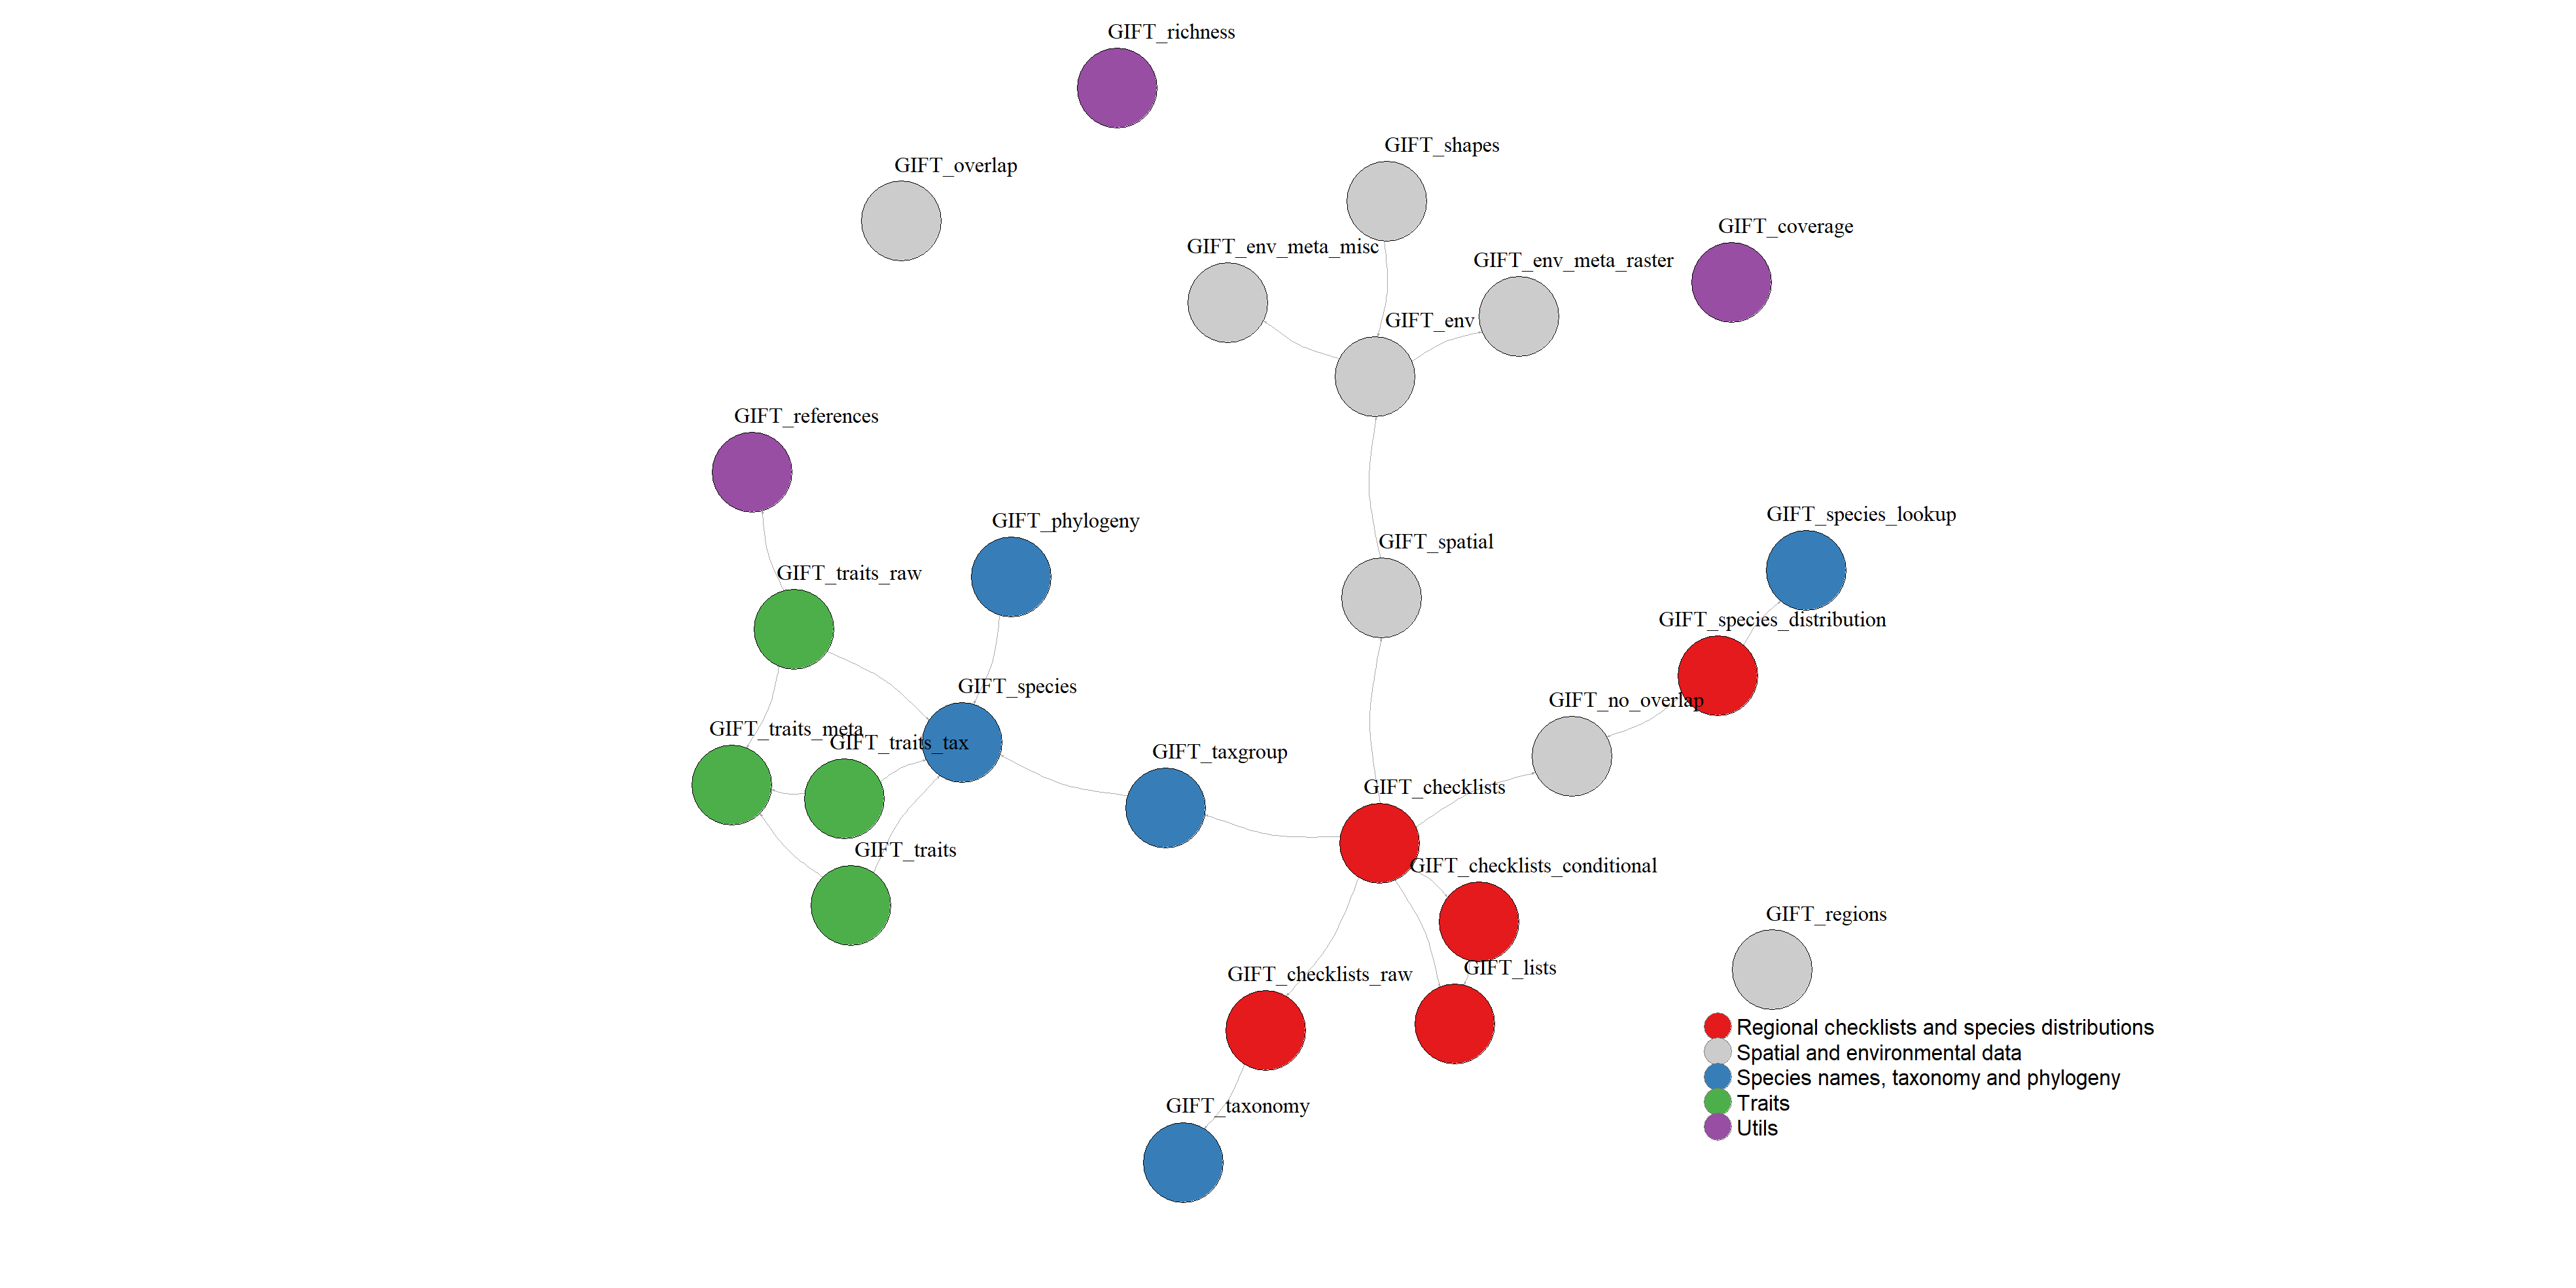 GIFT_richness
GIFT_shapes
GIFT_overlap
GIFT_coverage
GIFT_env_meta_misc
GIFT_env_meta_raster
GIFT_env
GIFT_references
GIFT_species_lookup
GIFT_phylogeny
GIFT_spatial
GIFT_traits_raw
GIFT_species_distribution
GIFT_species
GIFT_no_overlap
GIFT_traits_meta
GIFT_traits_tax
GIFT_taxgroup
GIFT_checklists
GIFT_traits
GIFT_checklists_conditional
GIFT_regions
GIFT_lists
GIFT_checklists_raw
Regional checklists and species distributions
Spatial and environmental data
Species names, taxonomy and phylogeny
Traits
Utils
GIFT_taxonomy